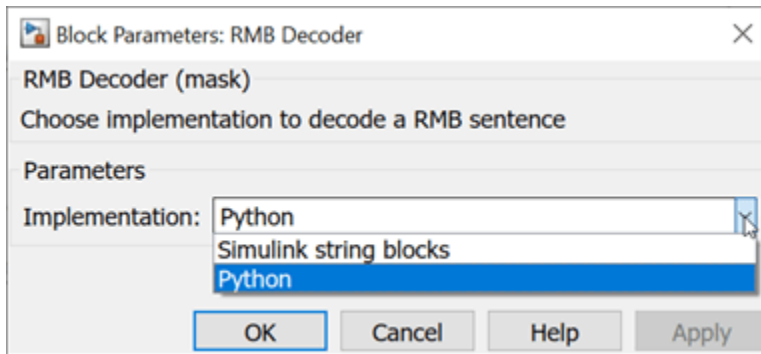 Block Parameters: RMB Decoder
RMB Decoder (mask)
Choose implementation to decode a RMB sentence
Parameters
Implementation: Python
Simulink string blocks
Python
OK Cancel Help Apply